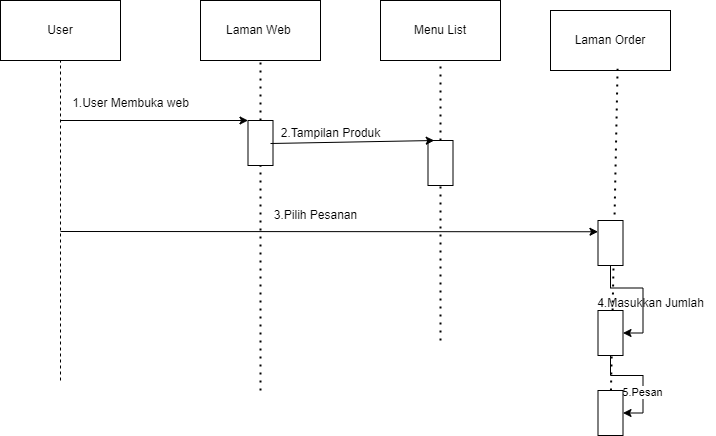 User
Laman Web
Menu List
Laman Order
1.User Membuka web
2.Tampilan Produk
3.Pilih Pesanan
4.Masukkan Jumlah
5.Pesan